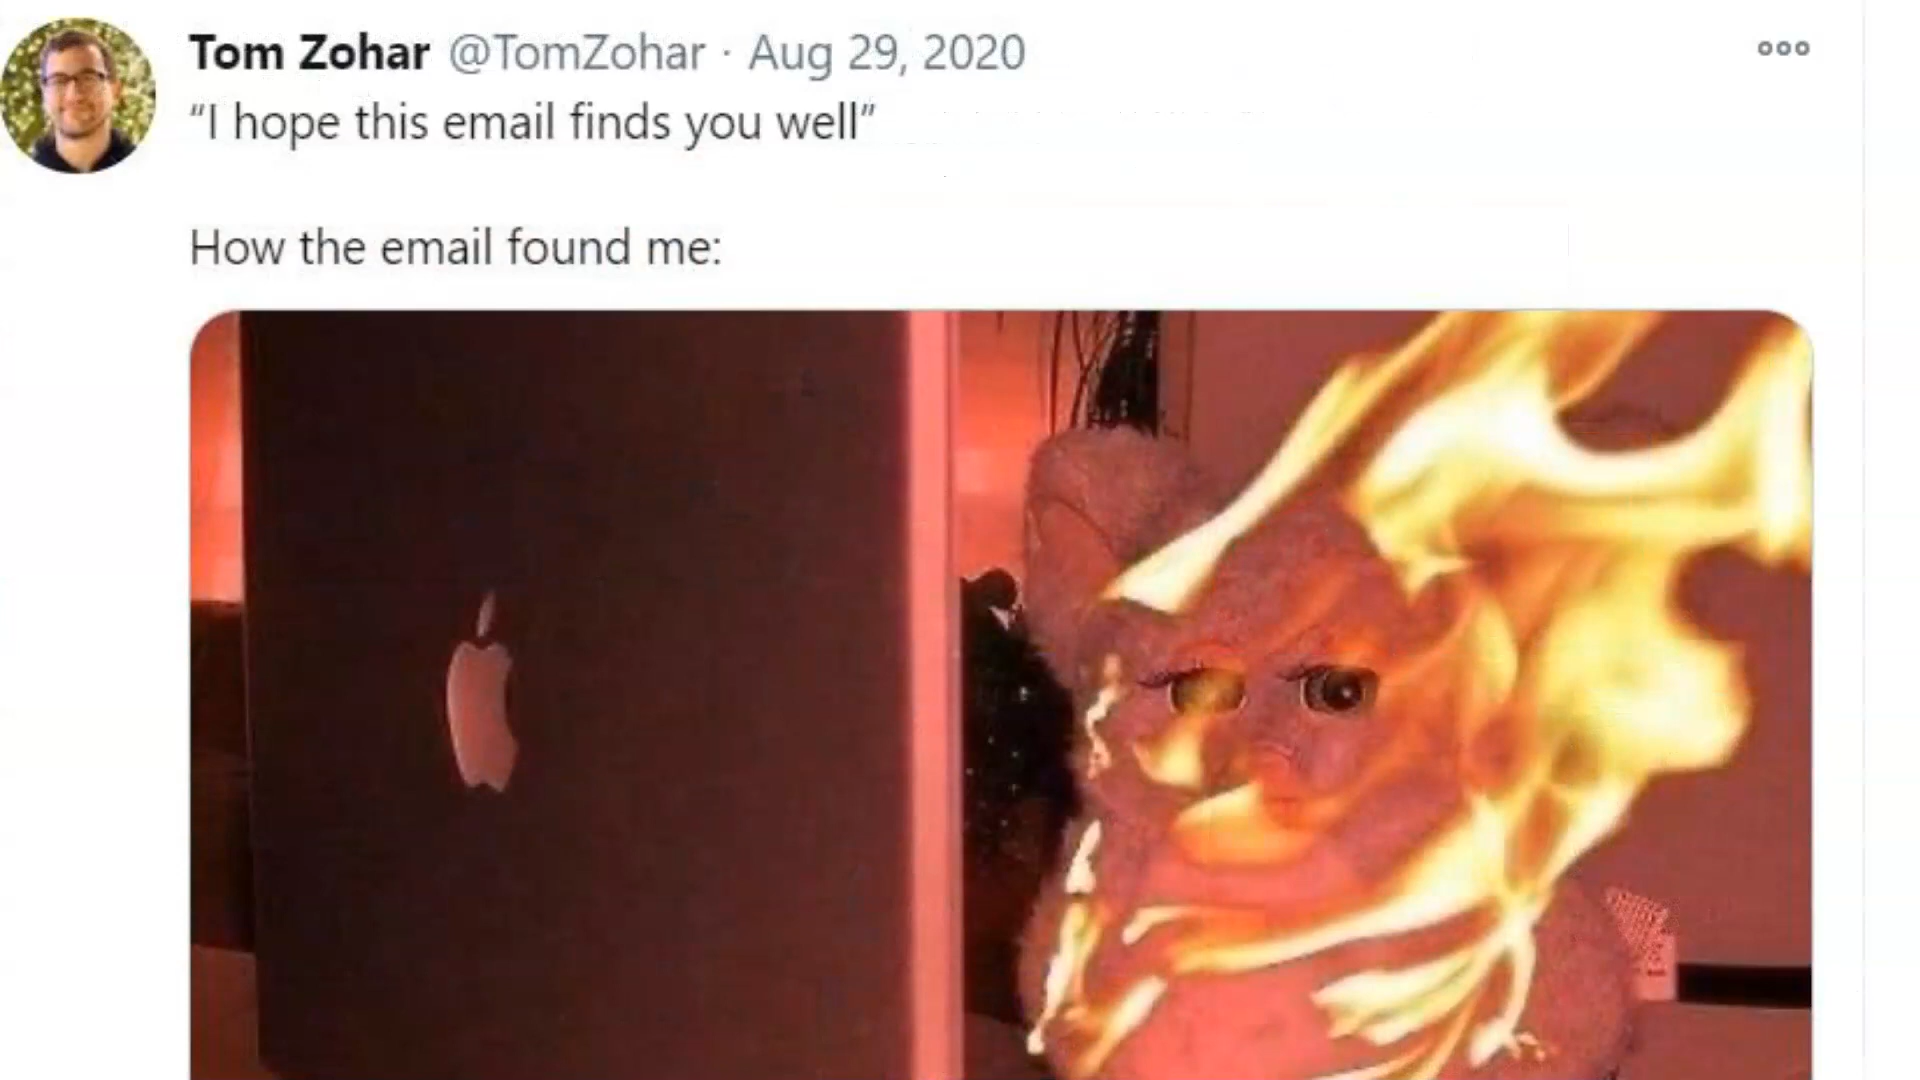 Tom Zohar @TomZohar · Aug 29, 2020
“I hope this email finds you well”
How the email found me: